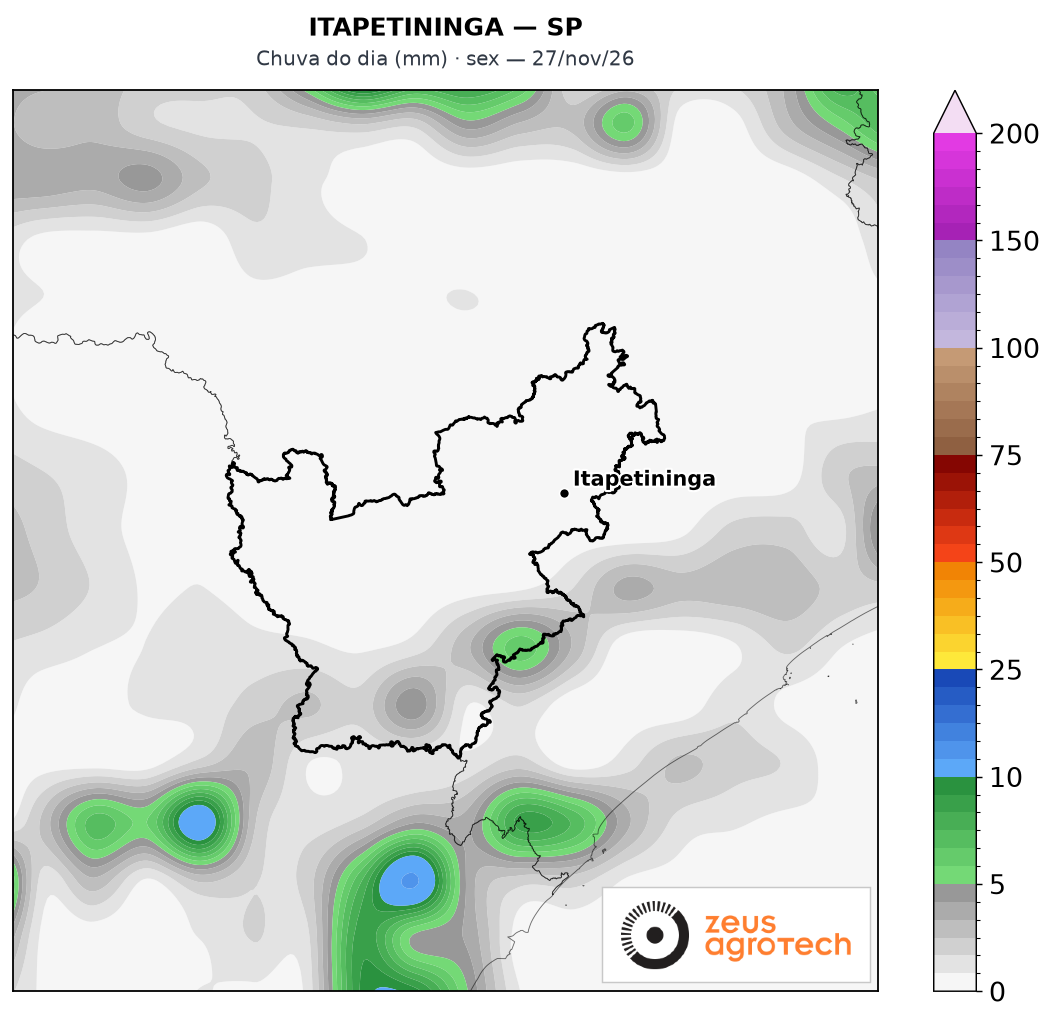 ITAPETININGA — SP
Chuva do dia (mm) · sex — 27/nov/26
200
150
100
75
50
25
10
5
0
Itapetininga
zeus
agrotech